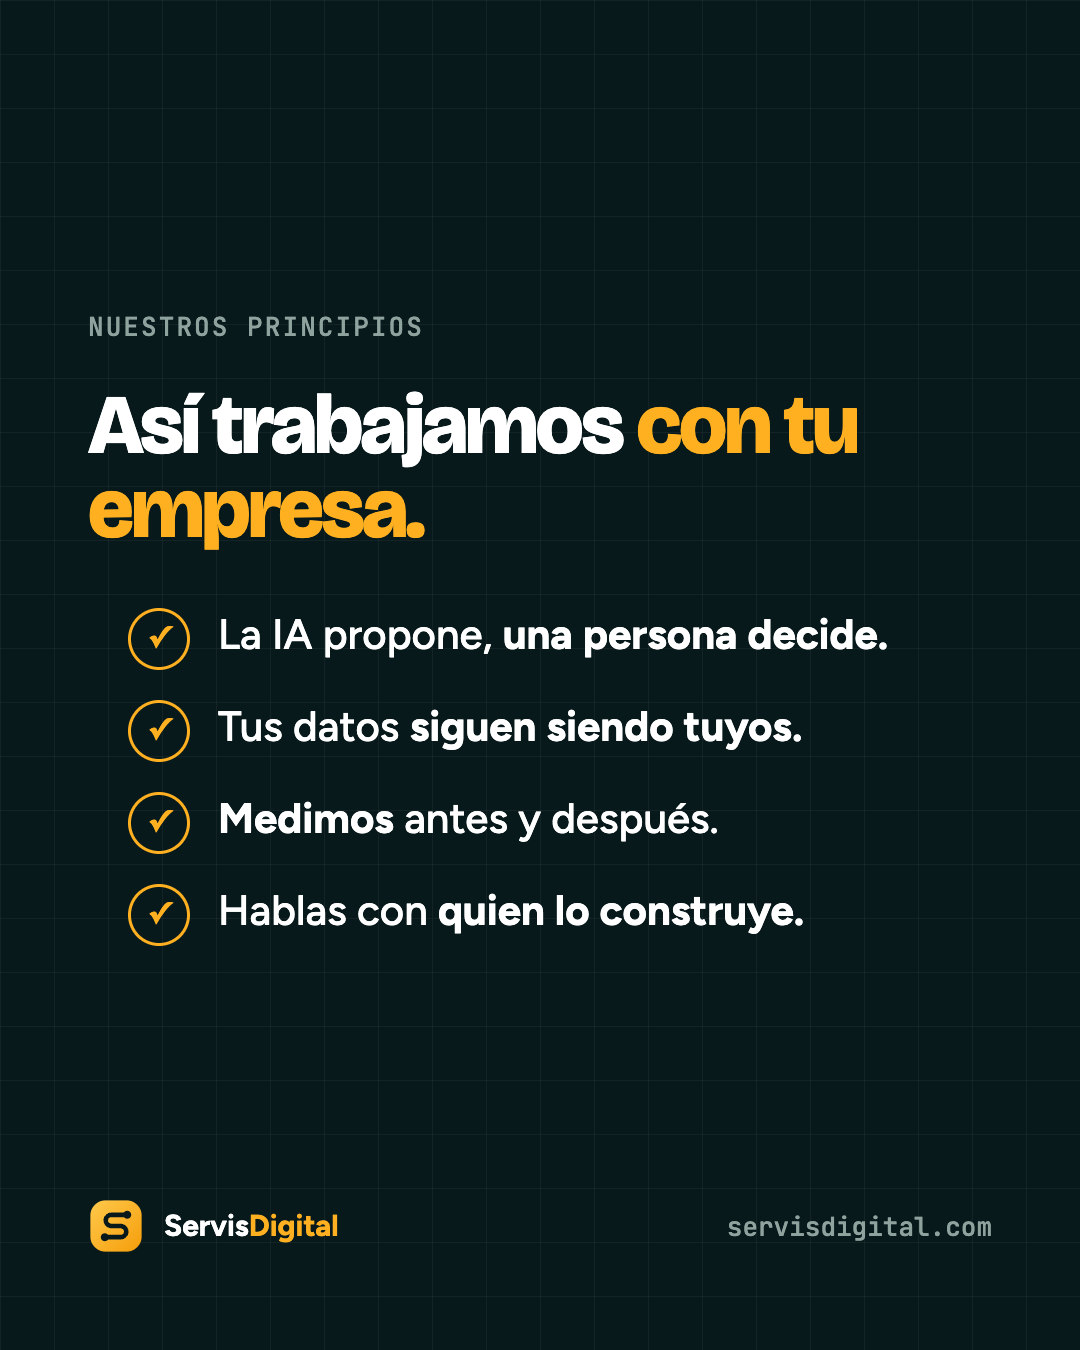 NUESTROS PRINCIPIOS
Así trabajamos con tu
empresa.
La IA propone, una persona decide.
Tus datos siguen siendo tuyos.
Medimos antes y después.
Hablas con quien lo construye.
ServisDigital
servisdigital.com